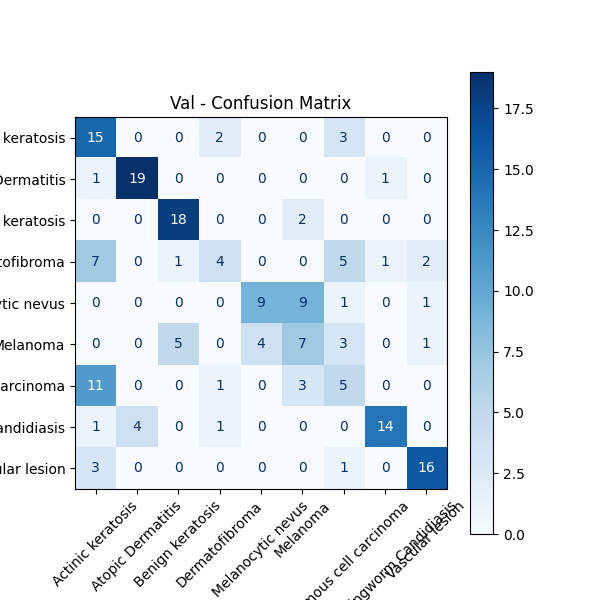 Val - Confusion Matrix
keratosis 15 0 0 2 0 0 3 0 0
Dermatitis 1 19 0 0 0 0 0 1 0
keratosis 0 0 18 0 0 2 0 0 0
tofibroma 7 0 1 4 0 0 5 1 2
ytic nevus 0 0 0 0 9 9 1 0 1
Melanoma 0 0 5 0 4 7 3 0 1
arcinoma 11 0 0 1 0 3 5 0 0
andidiasis 1 4 0 1 0 0 0 14 0
ular lesion 3 0 0 0 0 0 1 0 16
Actinic keratosis
Atopic Dermatitis
Benign keratosis
Dermatofibroma
Melanocytic nevus
Melanoma
mous cell carcinoma
ingworm Candidiasis
Vascular lesion
17.5
15.0
12.5
10.0
7.5
5.0
2.5
0.0